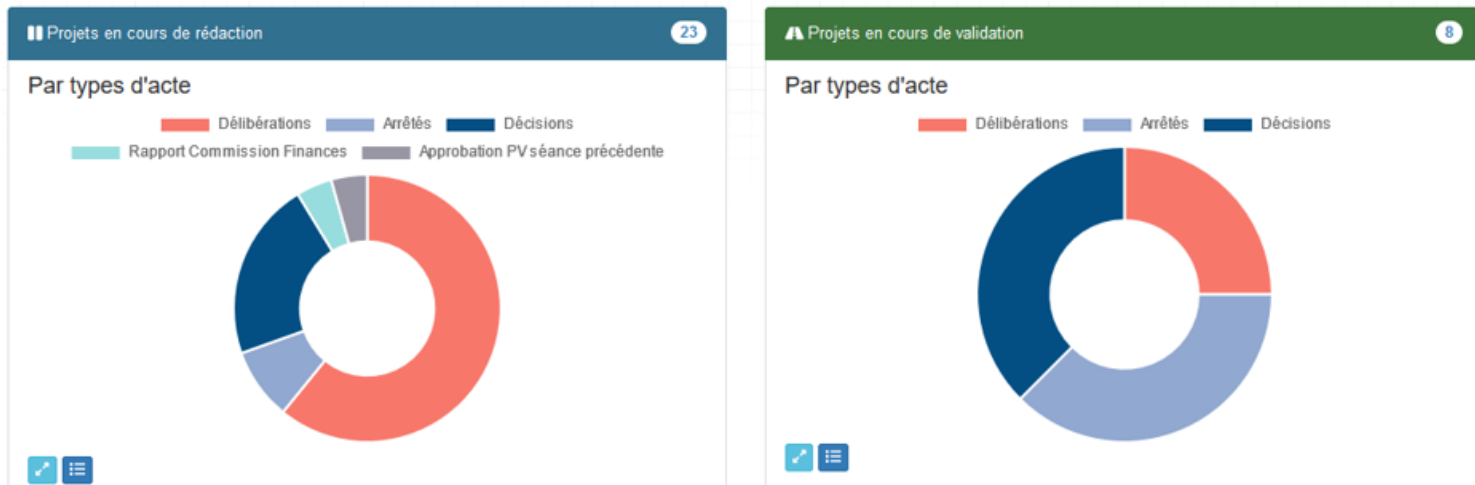 Projets en cours de rédaction 23
Par types d'acte
Délibérations Arrêtés Décisions
Rapport Commission Finances Approbation PV séance précédente
Projets en cours de validation 8
Par types d'acte
Délibérations Arrêtés Décisions